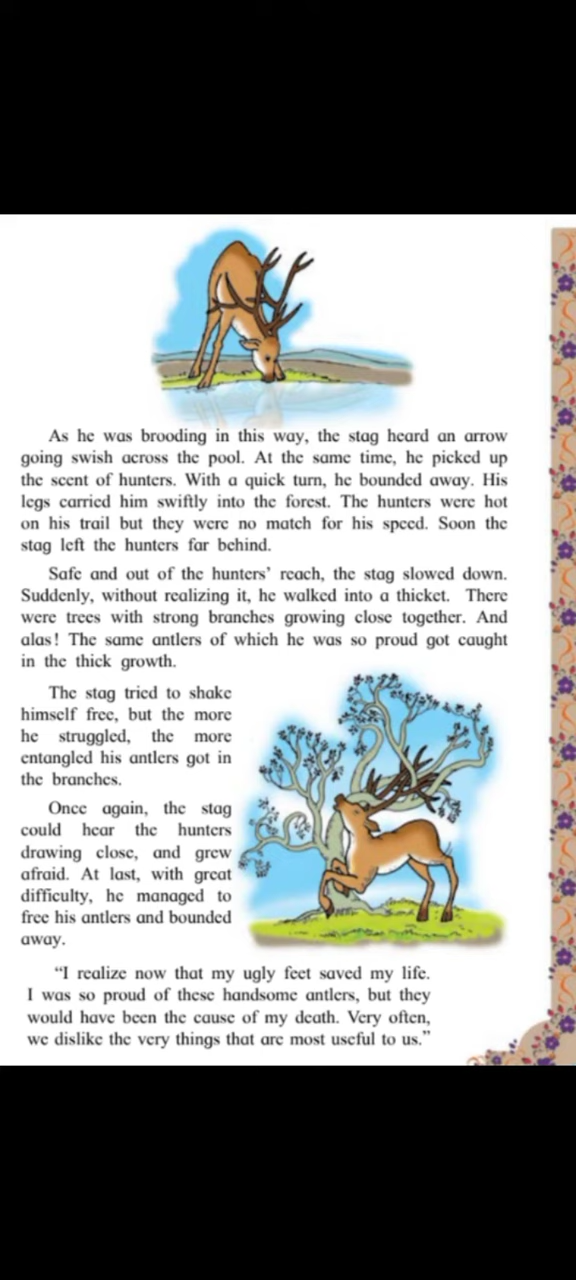 As he was brooding in this way, the stag heard an arrow
going swish across the pool. At the same time, he picked up
the scent of hunters. With a quick turn, he bounded away. His
legs carried him swiftly into the forest. The hunters were hot
on his trail but they were no match for his speed. Soon the
stag left the hunters far behind.
Safe and out of the hunters' reach, the stag slowed down.
Suddenly, without realizing it, he walked into a thicket. There
were trees with strong branches growing close together. And
alas! The same antlers of which he was so proud got caught
in the thick growth.
The stag tried to shake
himself free, but the more
he struggled, the more
entangled his antlers got in
the branches.
Once again, the stag
could hear the hunters
drawing close, and grew
afraid. At last, with great
difficulty, he managed to
free his antlers and bounded
away.
"I realize now that my ugly feet saved my life.
I was so proud of these handsome antlers, but they
would have been the cause of my death. Very often,
we dislike the very things that are most useful to us."